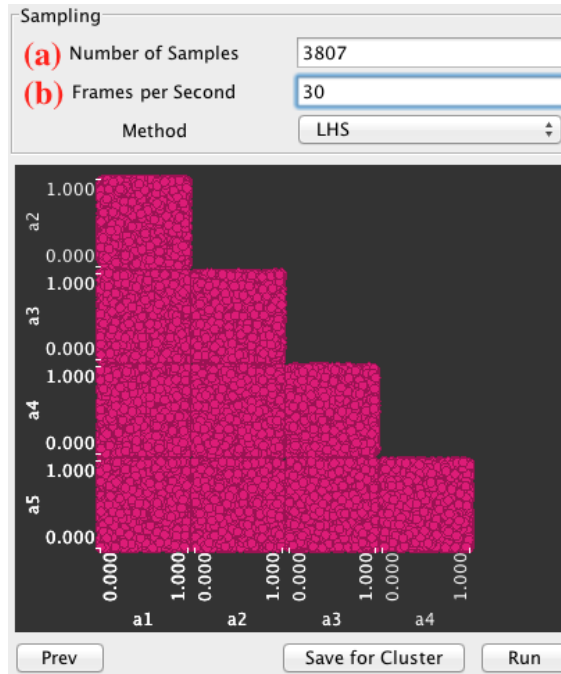 Sampling
(a) Number of Samples 3807
(b) Frames per Second 30
Method LHS
1.000
a2
0.000
1.000
a3
0.000
1.000
a4
0.000
1.000
a5
0.000
0.000 1.000 0.000 1.000 0.000 1.000 0.000 1.000
a1 a2 a3 a4
Prev Save for Cluster Run